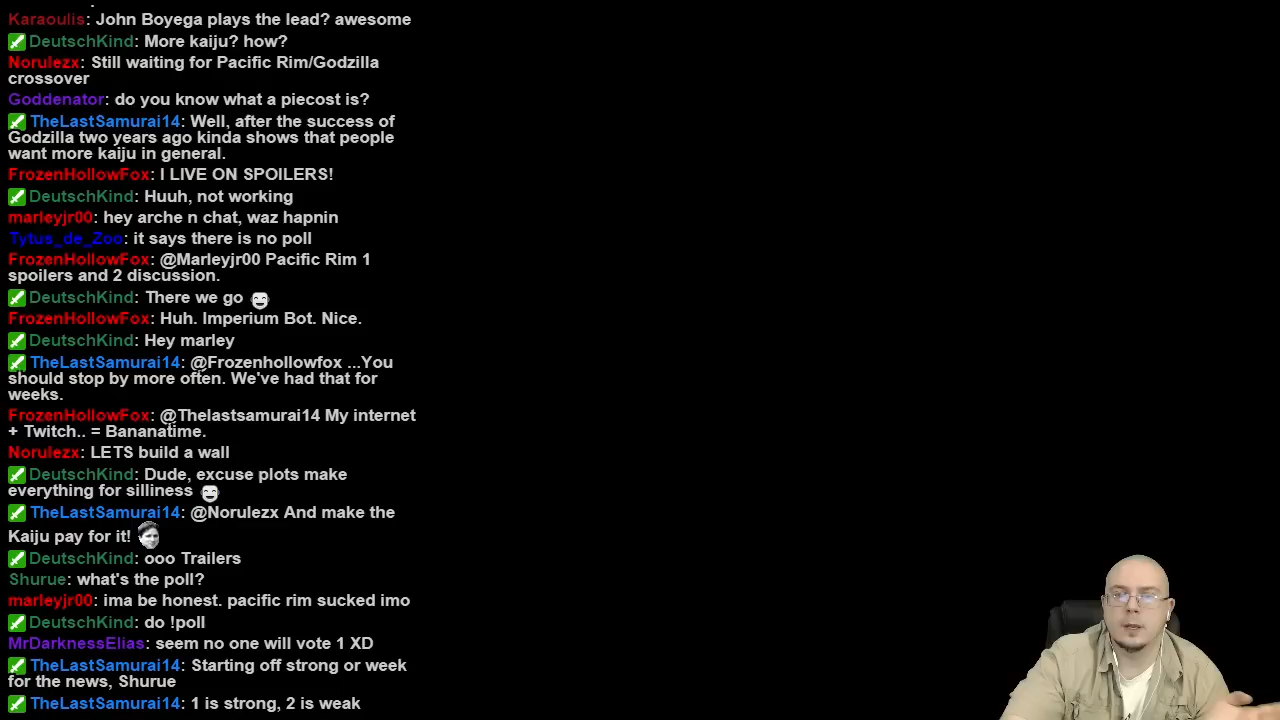 Karaoulis: John Boyega plays the lead? awesome
DeutschKind: More kaiju? how?
Norulezx: Still waiting for Pacific Rim/Godzilla
crossover
Goddenator: do you know what a piecost is?
TheLastSamurai14: Well, after the success of
Godzilla two years ago kinda shows that people
want more kaiju in general.
FrozenHollowFox: I LIVE ON SPOILERS!
DeutschKind: Huuh, not working
marleyjr00: hey arche n chat, waz hapnin
Tytus_de_Zoo: it says there is no poll
FrozenHollowFox: @Marleyjr00 Pacific Rim 1
spoilers and 2 discussion.
DeutschKind: There we go
FrozenHollowFox: Huh. Imperium Bot. Nice.
DeutschKind: Hey marley
TheLastSamurai14: @Frozenhollowfox ...You
should stop by more often. We've had that for
weeks.
FrozenHollowFox: @Thelastsamurai14 My internet
+ Twitch.. = Bananatime.
Norulezx: LETS build a wall
DeutschKind: Dude, excuse plots make
everything for silliness
TheLastSamurai14: @Norulezx And make the
Kaiju pay for it!
DeutschKind: ooo Trailers
Shurue: what's the poll?
marleyjr00: ima be honest. pacific rim sucked imo
DeutschKind: do !poll
MrDarknessElias: seem no one will vote 1 XD
TheLastSamurai14: Starting off strong or week
for the news, Shurue
TheLastSamurai14: 1 is strong, 2 is weak